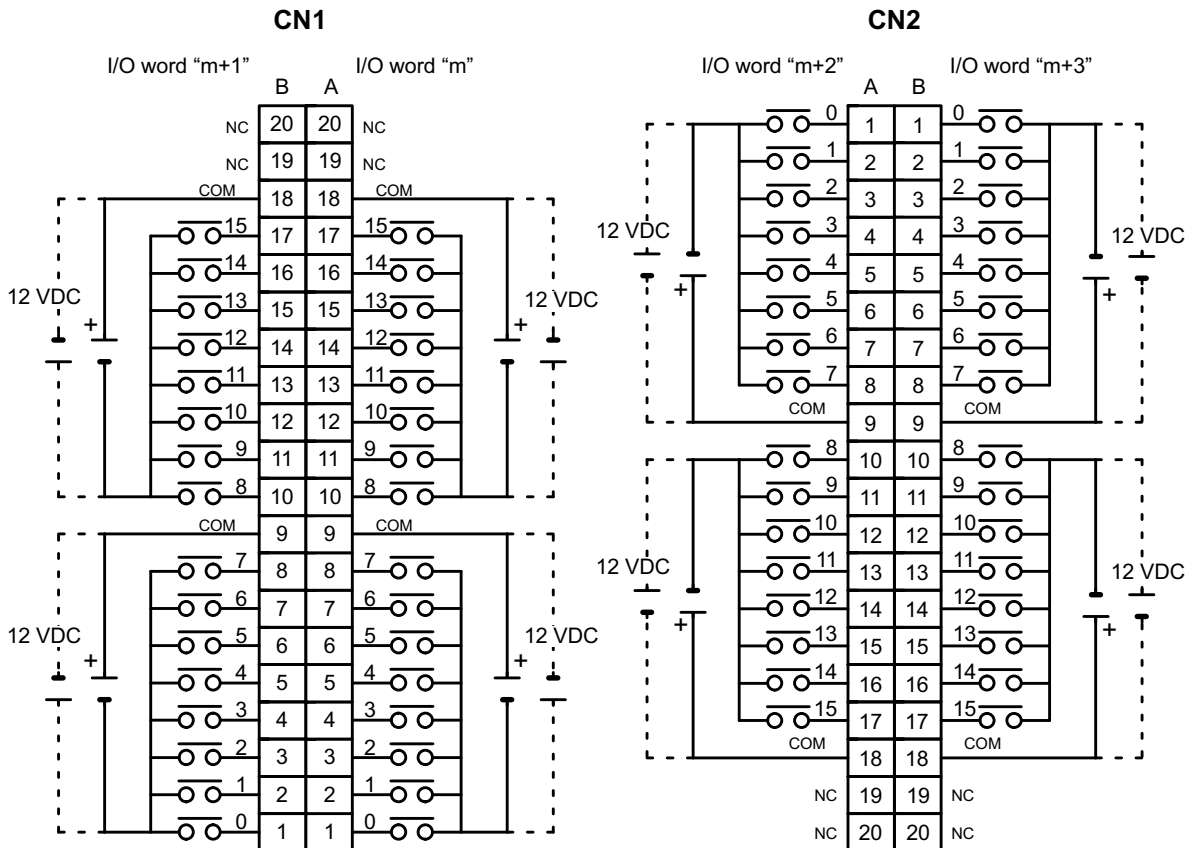 CN1 CN2
I/O word “m+1” I/O word “m” I/O word “m+2” I/O word “m+3”
B A A B
NC 20 20 NC 0 1 1 0
NC 19 19 NC 1 2 2 1
COM 18 18 COM 2 3 3 2
15 17 17 15 3 4 4 3
12 VDC 12 VDC
14 16 16 14 4 5 5 4
+ +
12 VDC 13 15 15 13 12 VDC 5 6 6 5
+ 12 14 14 12 + 6 7 7 6
11 13 13 11 7 8 8 7
10 12 12 10 COM 9 9 COM
9 11 11 9 8 10 10 8
8 10 10 8 9 11 11 9
COM 9 9 COM 10 12 12 10
7 8 8 7 12 VDC 11 13 13 11 12 VDC
6 7 7 6 12 14 14 12
+ +
12 VDC 5 6 6 5 12 VDC 13 15 15 13
+ 4 5 5 4 + 14 16 16 14
3 4 4 3 15 17 17 15
2 3 3 2 COM 18 18 COM
1 2 2 1 NC 19 19 NC
0 1 1 0 NC 20 20 NC